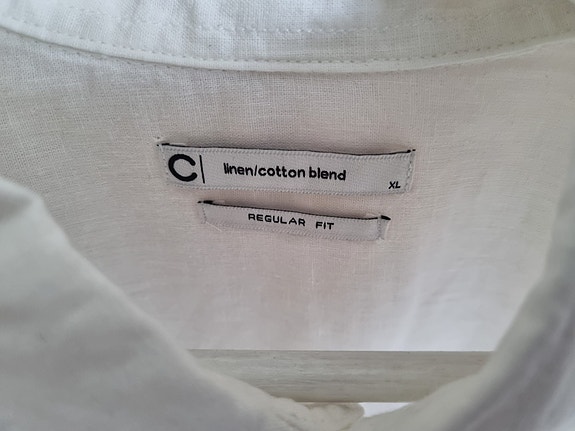 C linen/cotton blend XL
REGULAR FIT